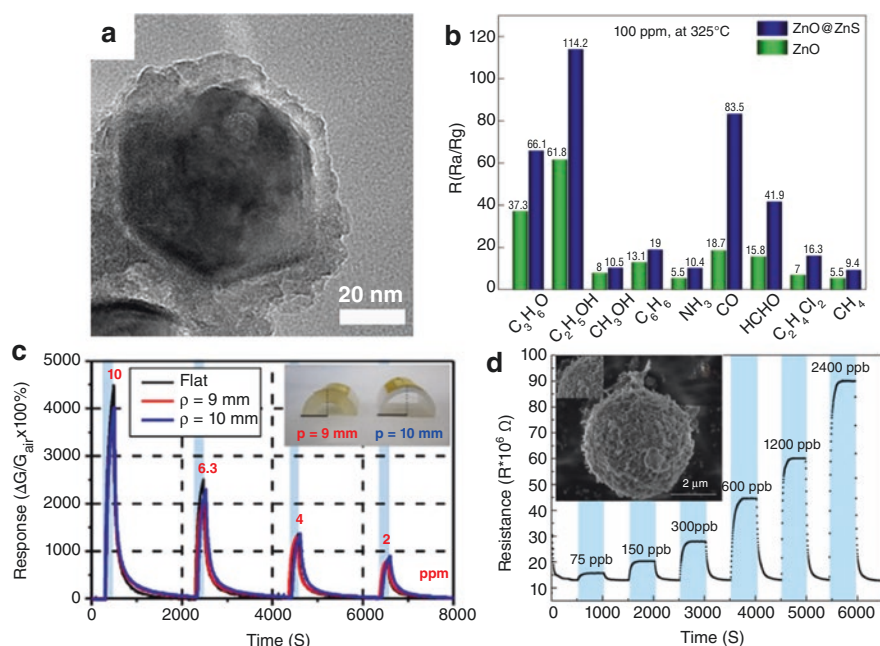 a
20 nm
b
100 ppm, at 325°C
ZnO@ZnS
ZnO
R(Ra/Rg)
120
100
80
60
40
20
0
37.3
66.1
61.8
114.2
8
10.5
13.1
19
5.5
10.4
18.7
83.5
15.8
41.9
7
16.3
5.5
9.4
C₃H₆O
C₂H₅OH
CH₃OH
C₆H₆
NH₃
CO
HCHO
C₂H₄Cl₂
CH₄
c
Response (ΔG/Gₐᵢᵣx100%)
5000
4000
3000
2000
1000
0
10
Flat
ρ = 9 mm
ρ = 10 mm
p = 9 mm
p = 10 mm
6.3
4
2
ppm
0
2000
4000
6000
8000
Time (S)
d
Resistance (R*10⁶ Ω)
100
90
80
70
60
50
40
30
20
10
2 μm
75 ppb
150 ppb
300ppb
600 ppb
1200 ppb
2400 ppb
0
1000
2000
3000
4000
5000
6000
Time (S)